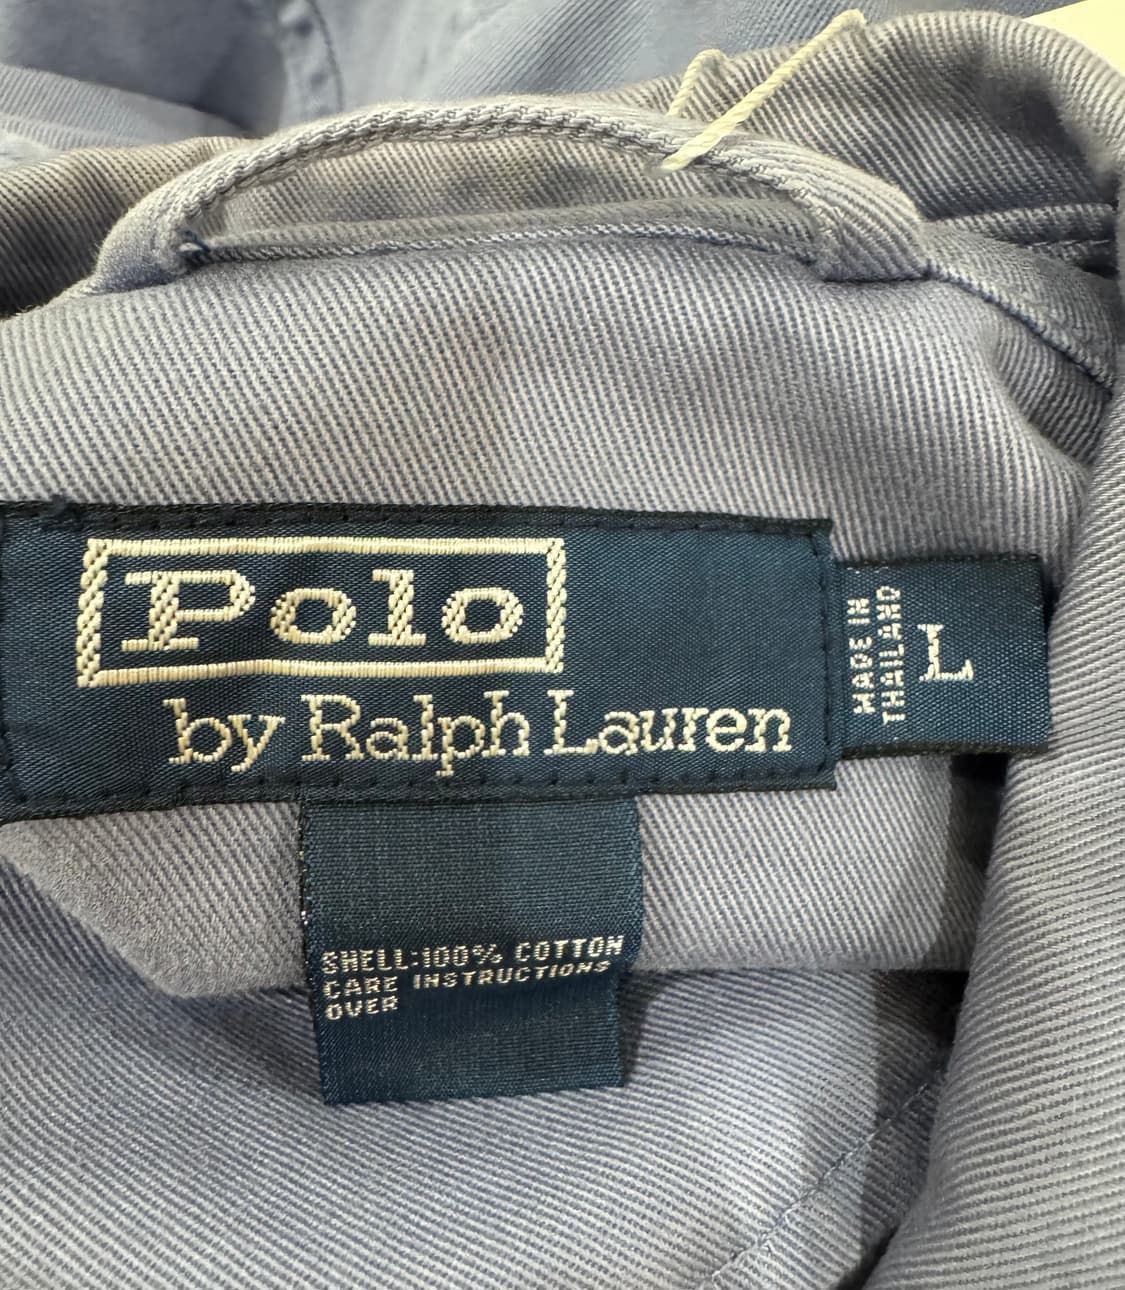 Polo
by Ralph Lauren
MADE IN
THAILAND
L
SHELL:100% COTTON
CARE INSTRUCTIONS
OVER